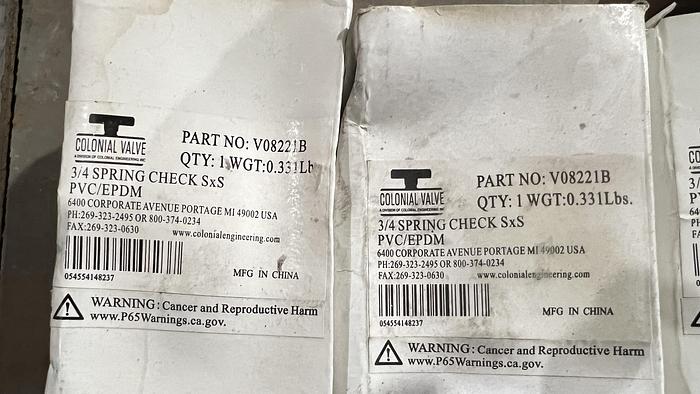 COLONIAL VALVE
A DIVISION OF COLONIAL ENGINEERING INC
PART NO: V08221B
QTY: 1 WGT:0.331Lb
3/4 SPRING CHECK SxS
PVC/EPDM
6400 CORPORATE AVENUE PORTAGE MI 49002 USA
PH:269-323-2495 OR 800-374-0234
FAX:269-323-0630 www.colonialengineering.com
054554148237
MFG IN CHINA
WARNING: Cancer and Reproductive Harm
www.P65Warnings.ca.gov.
COLONIAL VALVE
A DIVISION OF COLONIAL ENGINEERING INC
PART NO: V08221B
QTY: 1 WGT:0.331Lbs.
3/4 SPRING CHECK SxS
PVC/EPDM
6400 CORPORATE AVENUE PORTAGE MI 49002 USA
PH:269-323-2495 OR 800-374-0234
FAX:269-323-0630 www.colonialengineering.com
054554148237
MFG IN CHINA
WARNING: Cancer and Reproductive Harm
www.P65Warnings.ca.gov.